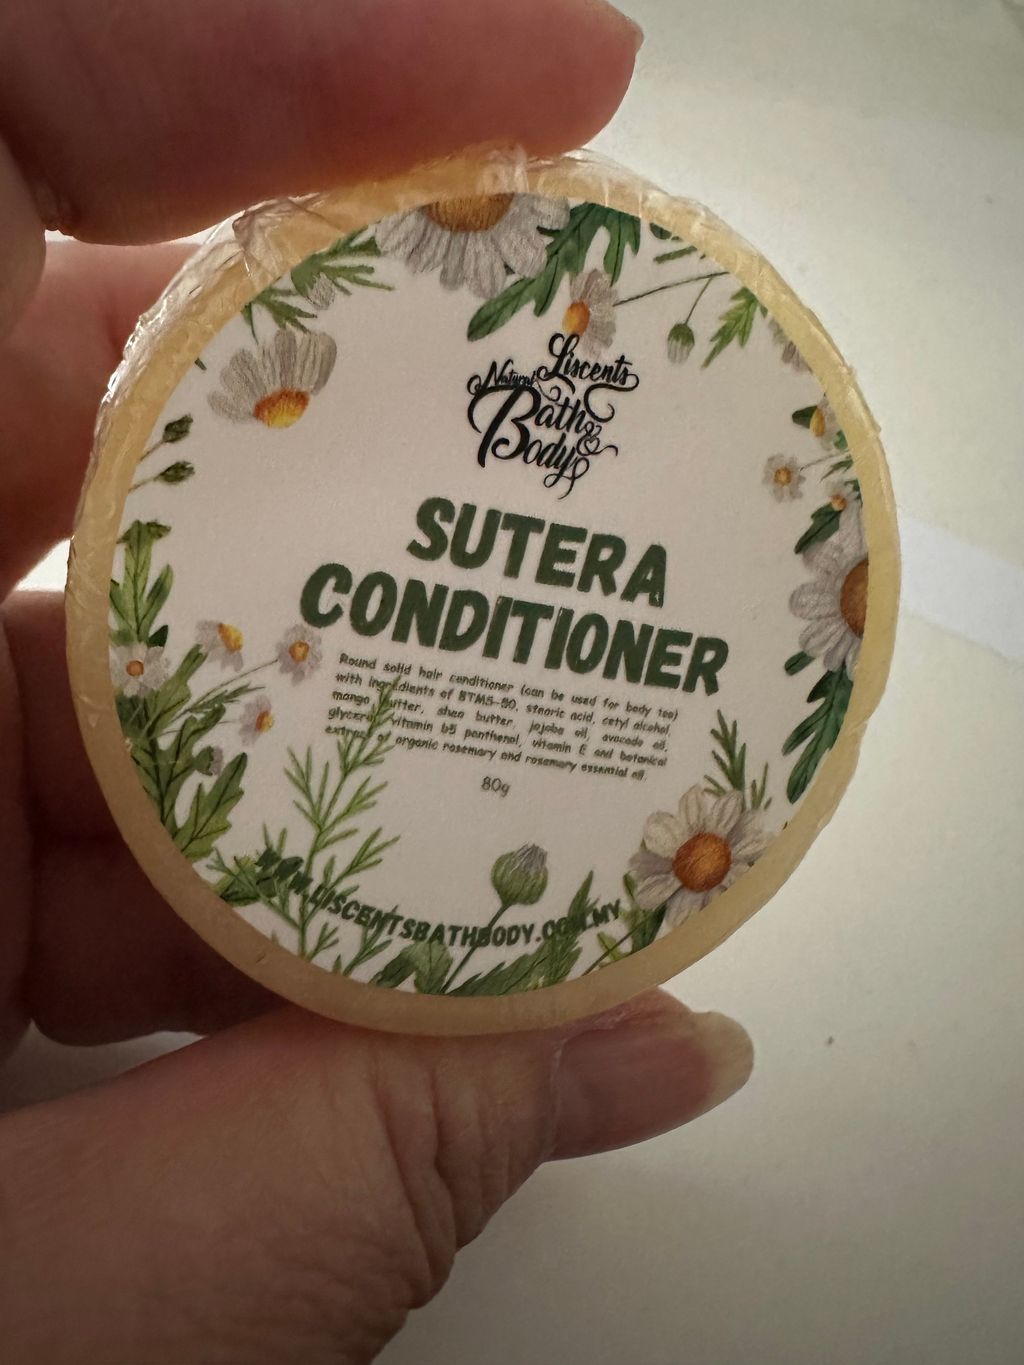 Liscents
Natural
Bath &
Body
SUTERA
CONDITIONER
Round solid hair conditioner (can be used for body too)
with ingredients of BTMS-50, stearic acid, cetyl alcohol,
mango butter, shea butter, jojoba oil, avocado oil,
glycerin, vitamin b5 panthenol, vitamin E and botanical
extract of organic rosemary and rosemary essential oil.
80g
WWW.LISCENTSBATHBODY.COM.MY